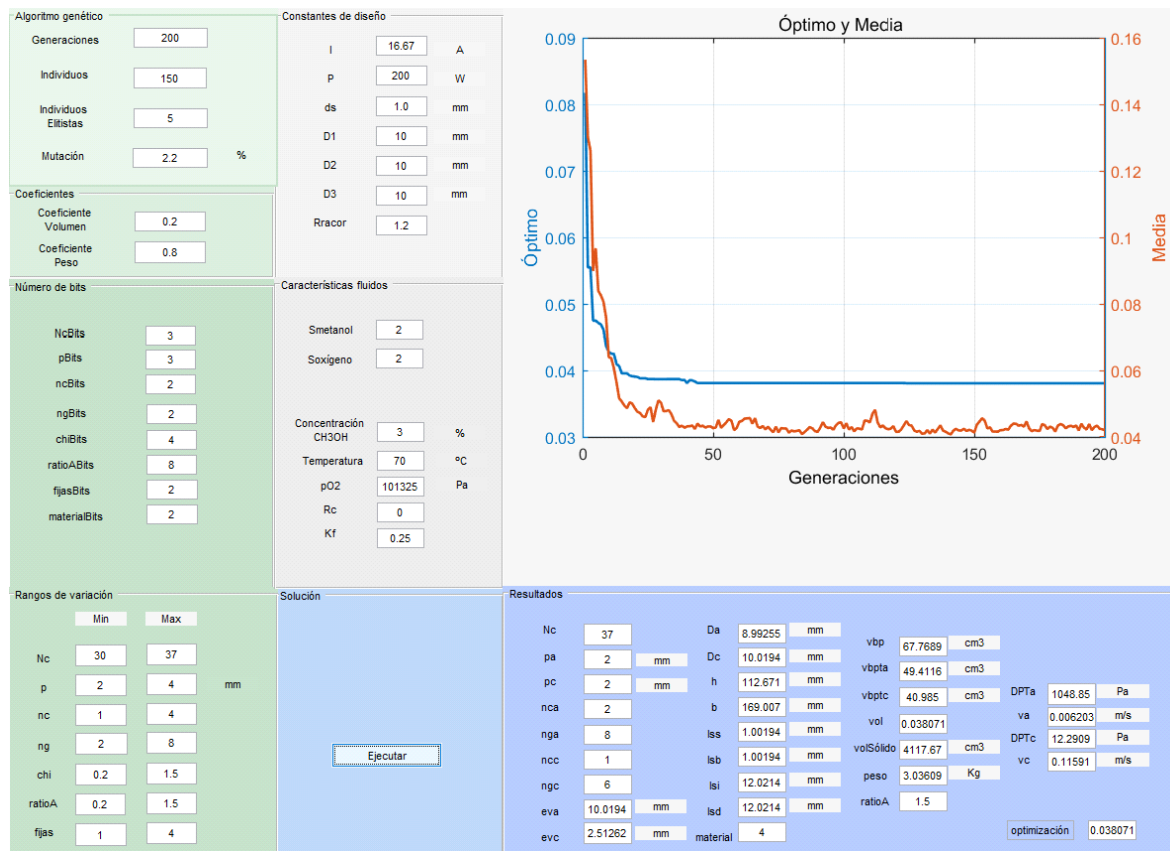 Algoritmo genético
Generaciones 200
Individuos 150
Individuos
Elitistas 5
Mutación 2.2 %
Coeficientes
Coeficiente
Volumen 0.2
Coeficiente
Peso 0.8
Número de bits
NcBits 3
pBits 3
ncBits 2
ngBits 2
chiBits 4
ratioABits 8
fijasBits 2
materialBits 2
Rangos de variación
Min Max
Nc 30 37
p 2 4 mm
nc 1 4
ng 2 8
chi 0.2 1.5
ratioA 0.2 1.5
fijas 1 4
Constantes de diseño
I 16.67 A
P 200 W
ds 1.0 mm
D1 10 mm
D2 10 mm
D3 10 mm
Rracor 1.2
Características fluidos
Smetanol 2
Soxígeno 2
Concentración
CH3OH 3 %
Temperatura 70 ºC
pO2 101325 Pa
Rc 0
Kf 0.25
Solución
Ejecutar
Óptimo y Media
0.09
0.08
0.07
0.06
0.05
0.04
0.03
Óptimo
0.16
0.14
0.12
0.1
0.08
0.06
0.04
Media
0 50 100 150 200
Generaciones
Resultados
Nc 37
pa 2 mm
pc 2 mm
nca 2
nga 8
ncc 1
ngc 6
eva 10.0194 mm
evc 2.51262 mm
Da 8.99255 mm
Dc 10.0194 mm
h 112.671 mm
b 169.007 mm
lss 1.00194 mm
lsb 1.00194 mm
lsi 12.0214 mm
lsd 12.0214 mm
material 4
vbp 67.7689 cm3
vbpta 49.4116 cm3
vbptc 40.985 cm3
vol 0.038071
volSólido 4117.67 cm3
peso 3.03609 Kg
ratioA 1.5
DPTa 1048.85 Pa
va 0.006203 m/s
DPTc 12.2909 Pa
vc 0.11591 m/s
optimización 0.038071